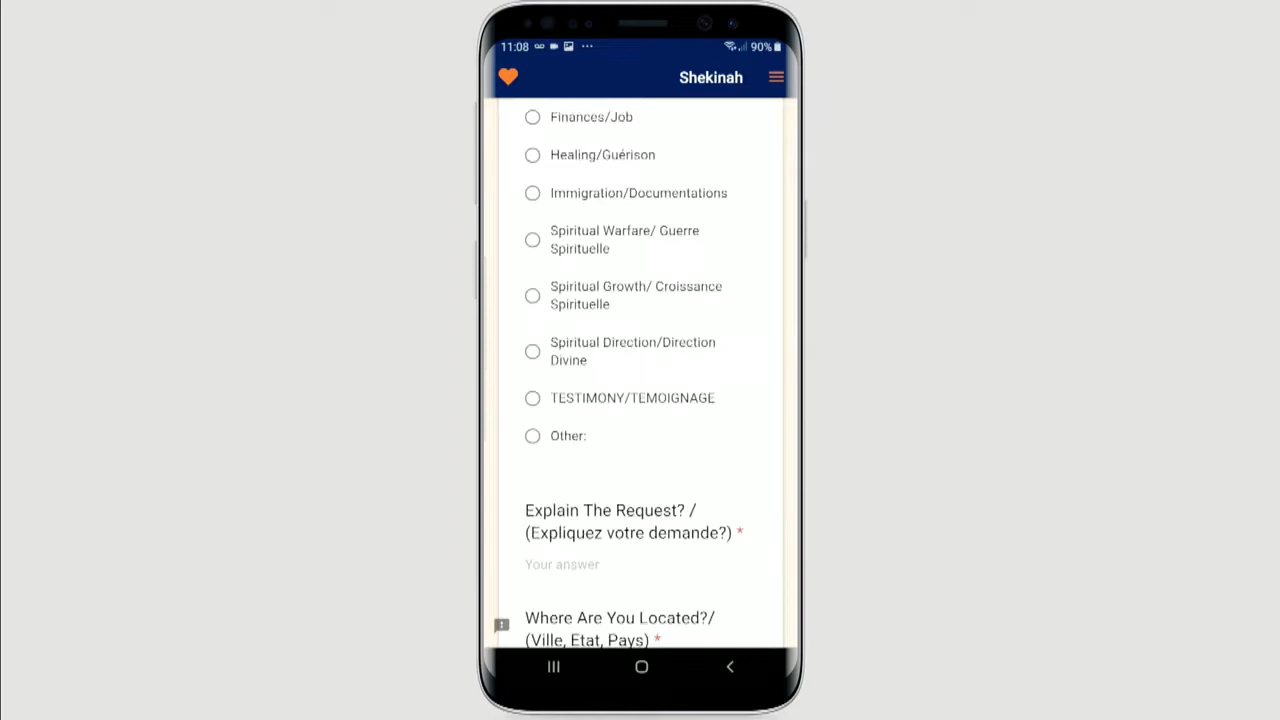 11:08
90%
Shekinah
Finances/Job
Healing/Guérison
Immigration/Documentations
Spiritual Warfare/ Guerre
Spirituelle
Spiritual Growth/ Croissance
Spirituelle
Spiritual Direction/Direction
Divine
TESTIMONY/TEMOIGNAGE
Other:
Explain The Request? /
(Expliquez votre demande?) *
Your answer
Where Are You Located?/
(Ville, Etat, Pays) *